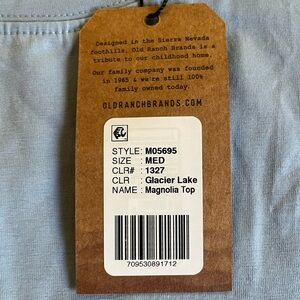 Designed in the Sierra Nevada
foothills, Old Ranch Brands is a
tribute to our childhood home.
Our family company was founded
in 1965 & we're still 100%
family owned today.
OLDRANCHBRANDS.COM
STYLE: M05695
SIZE : MED
CLR# : 1327
CLR : Glacier Lake
NAME : Magnolia Top
709530891712